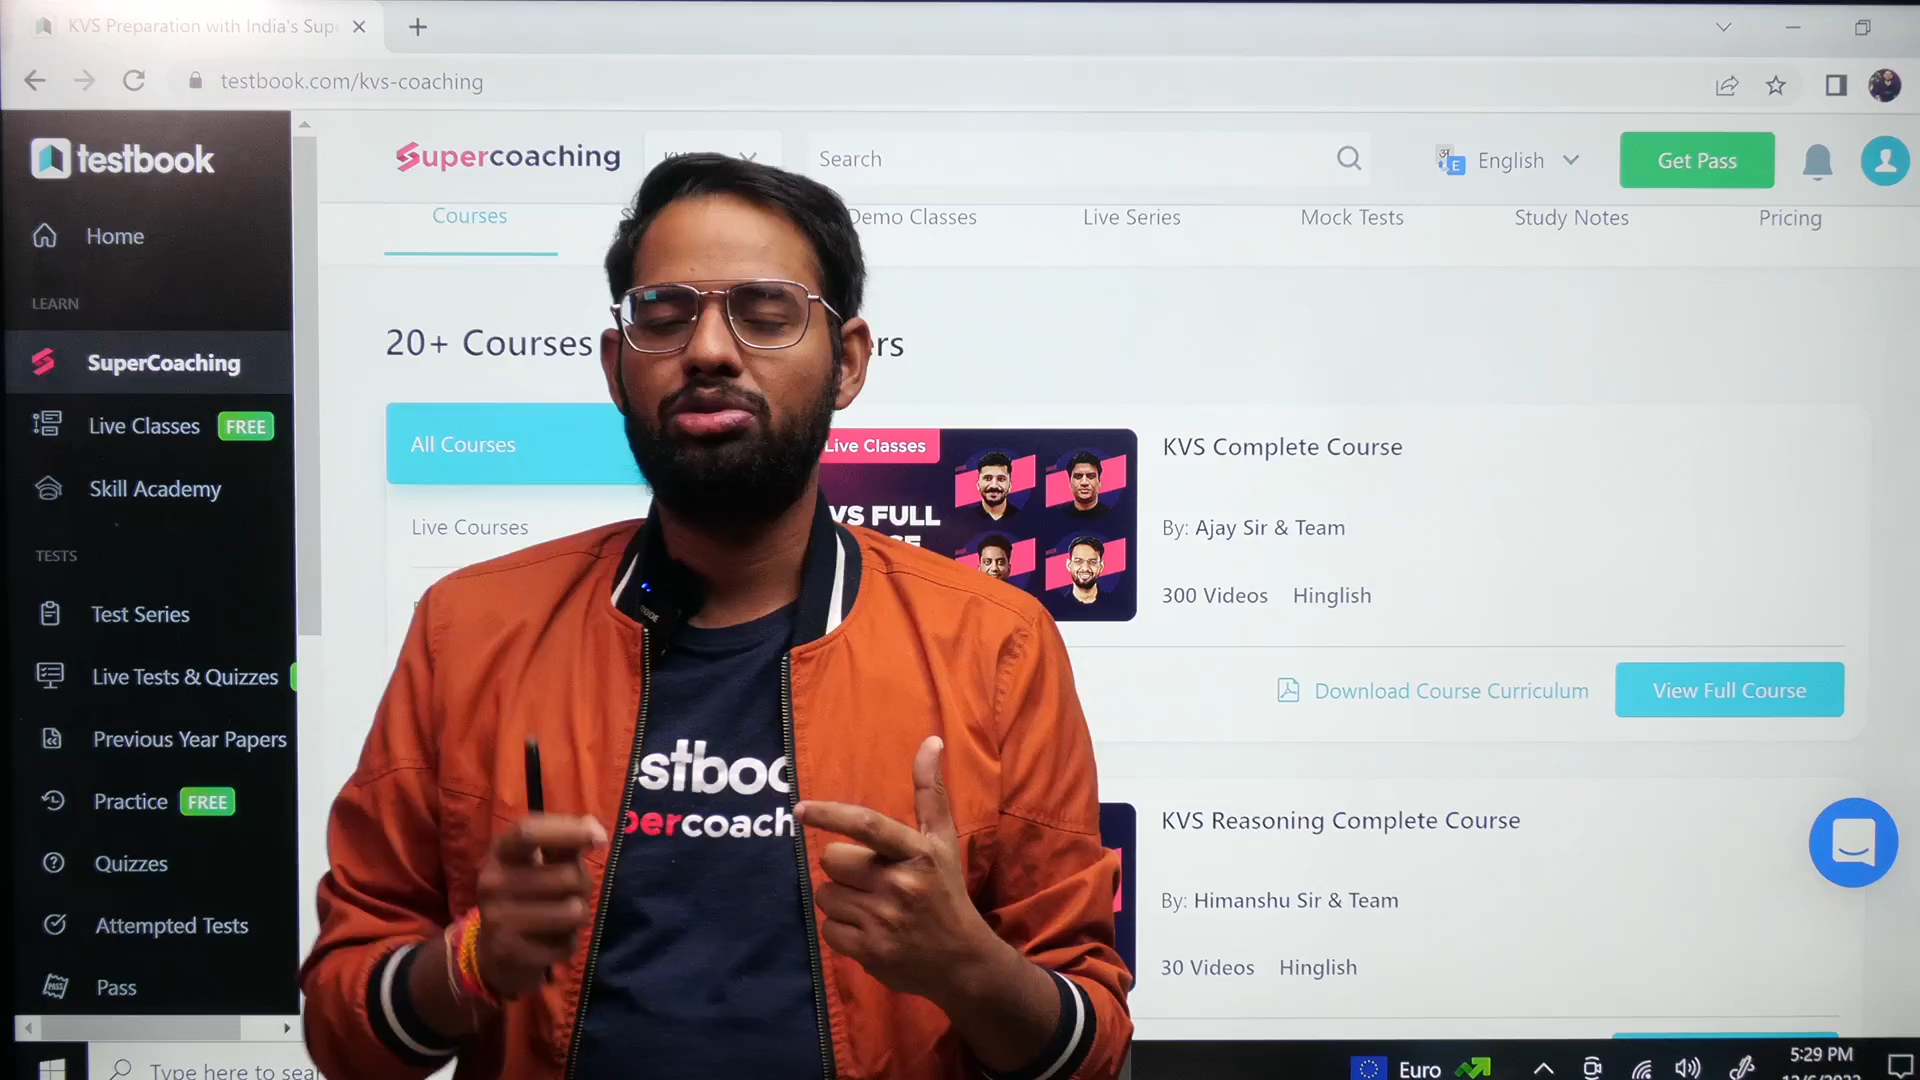 KVS Preparation with India's Sup
testbook.com/kvs-coaching
testbook
Supercoaching
Search
English
Get Pass
Home
Courses
Demo Classes
Live Series
Mock Tests
Study Notes
Pricing
LEARN
SuperCoaching
20+ Courses
Live Classes FREE
All Courses
Live Classes
KVS Complete Course
Skill Academy
Live Courses
VS FULL
By: Ajay Sir & Team
TESTS
300 Videos Hinglish
Test Series
Live Tests & Quizzes
Download Course Curriculum
View Full Course
Previous Year Papers
estboo
Practice FREE
percoach
KVS Reasoning Complete Course
Quizzes
By: Himanshu Sir & Team
Attempted Tests
30 Videos Hinglish
Pass
Type here to sea
Euro
5:29 PM